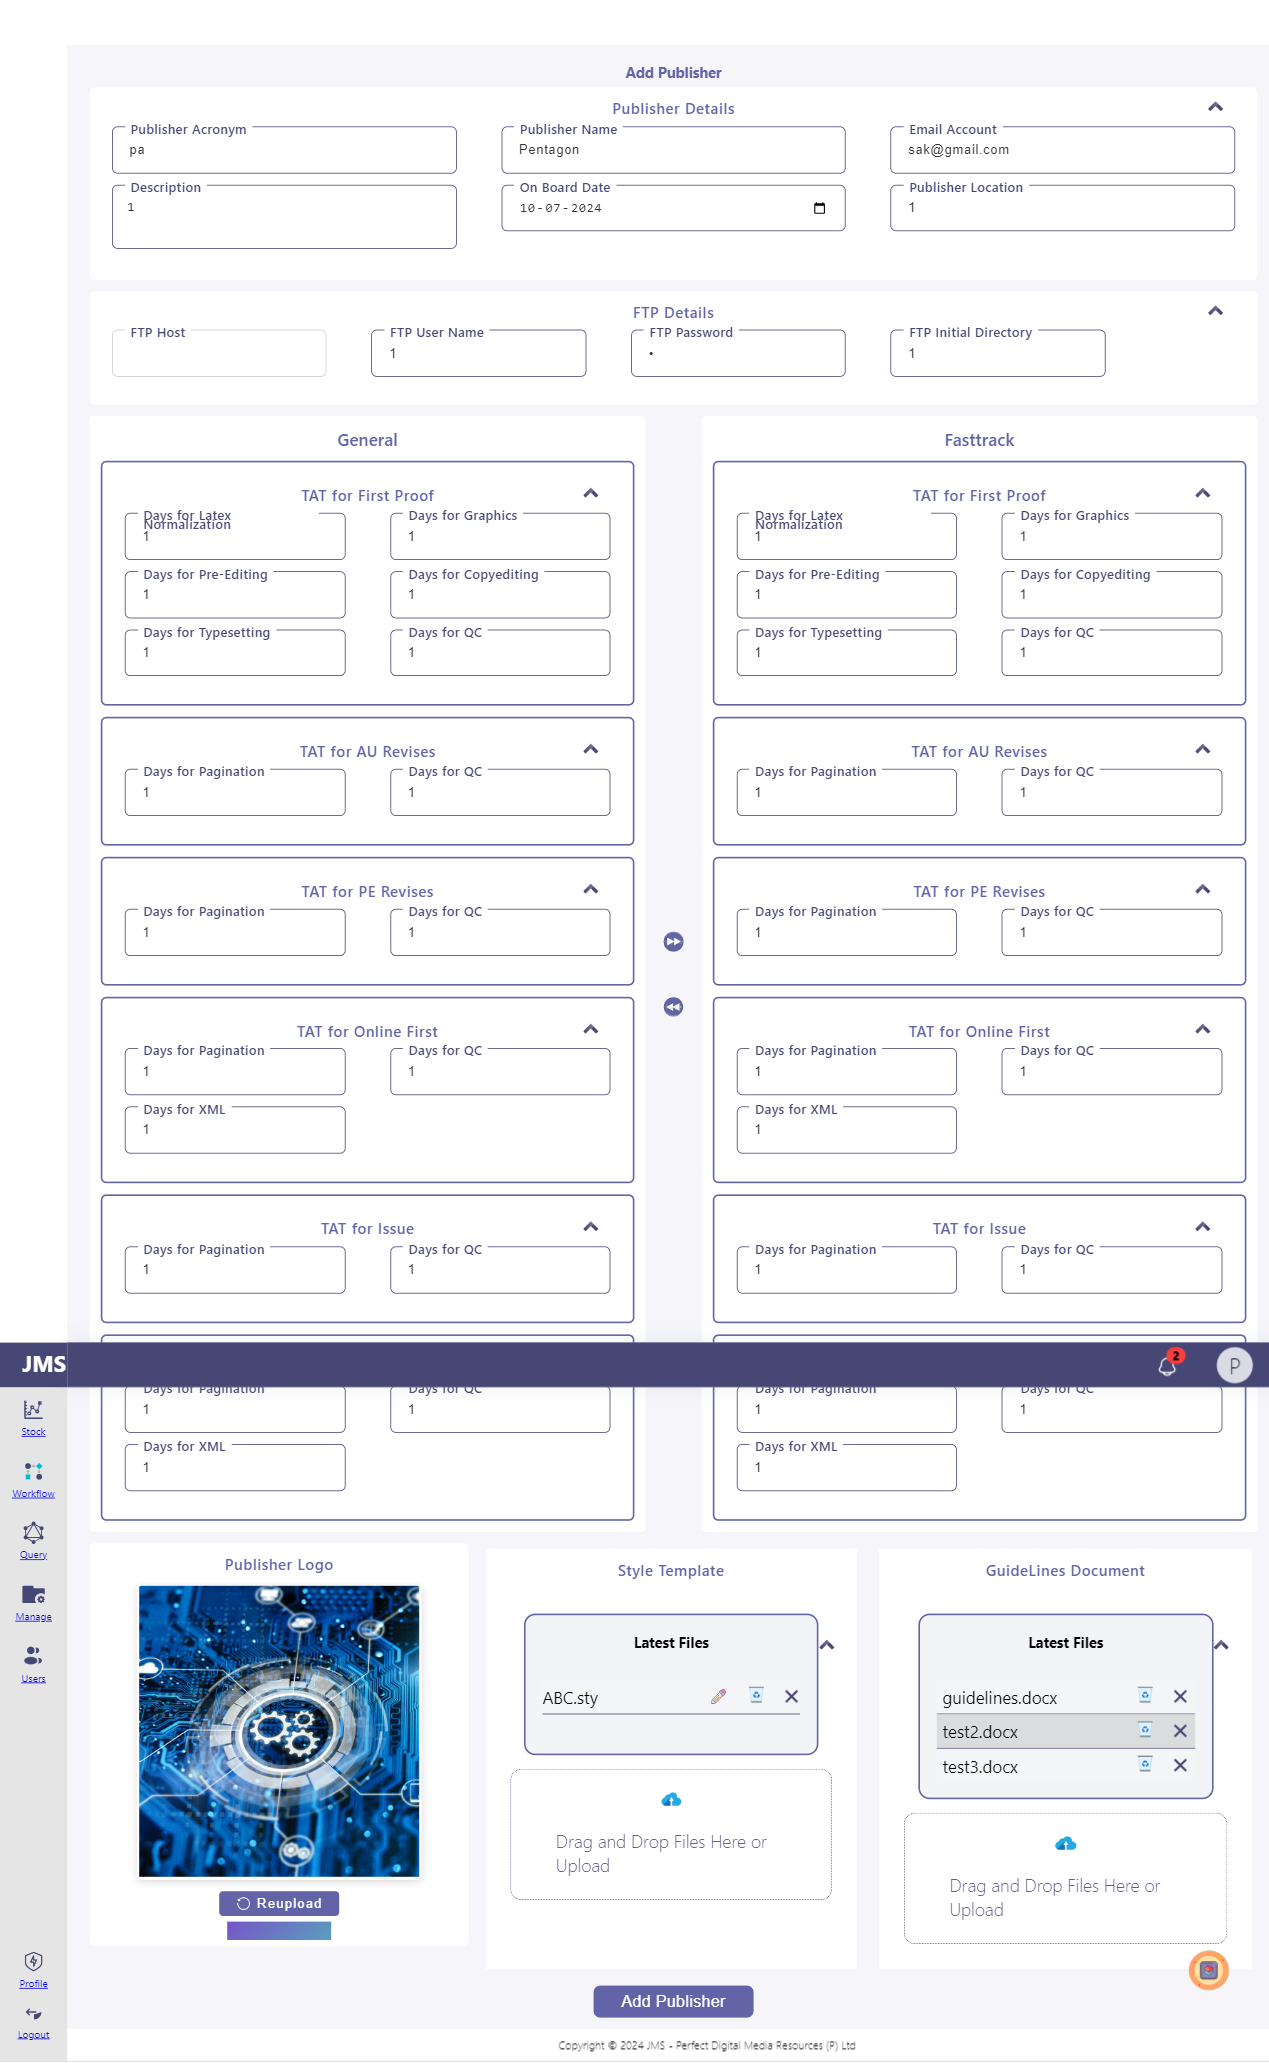 Add Publisher
Publisher Details
Publisher Acronym
pa
Publisher Name
Pentagon
Email Account
sak@gmail.com
Description
1
On Board Date
10-07-2024
Publisher Location
1
FTP Details
FTP Host
FTP User Name
1
FTP Password
•
FTP Initial Directory
1
General
TAT for First Proof
Days for Latex
Normalization
1
Days for Graphics
1
Days for Pre-Editing
1
Days for Copyediting
1
Days for Typesetting
1
Days for QC
1
TAT for AU Revises
Days for Pagination
1
Days for QC
1
TAT for PE Revises
Days for Pagination
1
Days for QC
1
TAT for Online First
Days for Pagination
1
Days for QC
1
Days for XML
1
TAT for Issue
Days for Pagination
1
Days for QC
1
Days for Pagination
1
Days for QC
1
Days for XML
1
Fasttrack
TAT for First Proof
Days for Latex
Normalization
1
Days for Graphics
1
Days for Pre-Editing
1
Days for Copyediting
1
Days for Typesetting
1
Days for QC
1
TAT for AU Revises
Days for Pagination
1
Days for QC
1
TAT for PE Revises
Days for Pagination
1
Days for QC
1
TAT for Online First
Days for Pagination
1
Days for QC
1
Days for XML
1
TAT for Issue
Days for Pagination
1
Days for QC
1
Days for Pagination
1
Days for QC
1
Days for XML
1
JMS
2
P
Stock
Workflow
Query
Manage
Users
Profile
Logout
Publisher Logo
Reupload
Style Template
Latest Files
ABC.sty
Drag and Drop Files Here or
Upload
GuideLines Document
Latest Files
guidelines.docx
test2.docx
test3.docx
Drag and Drop Files Here or
Upload
Add Publisher
Copyright © 2024 JMS - Perfect Digital Media Resources (P) Ltd